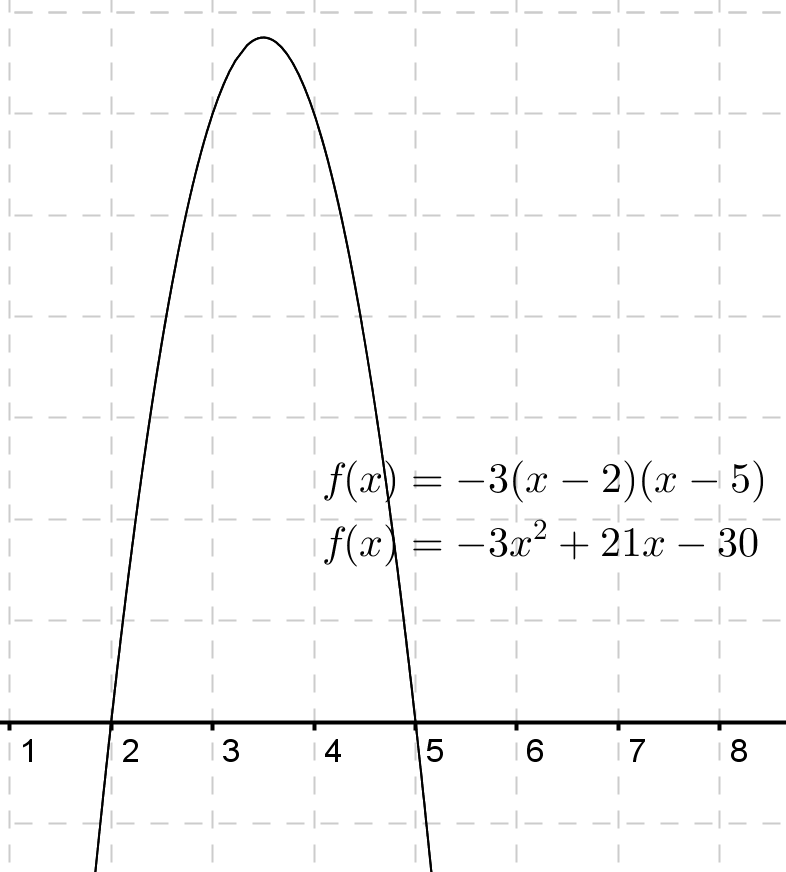 f(x) = −3(x − 2)(x − 5)
f(x) = −3x² + 21x − 30
1 2 3 4 5 6 7 8